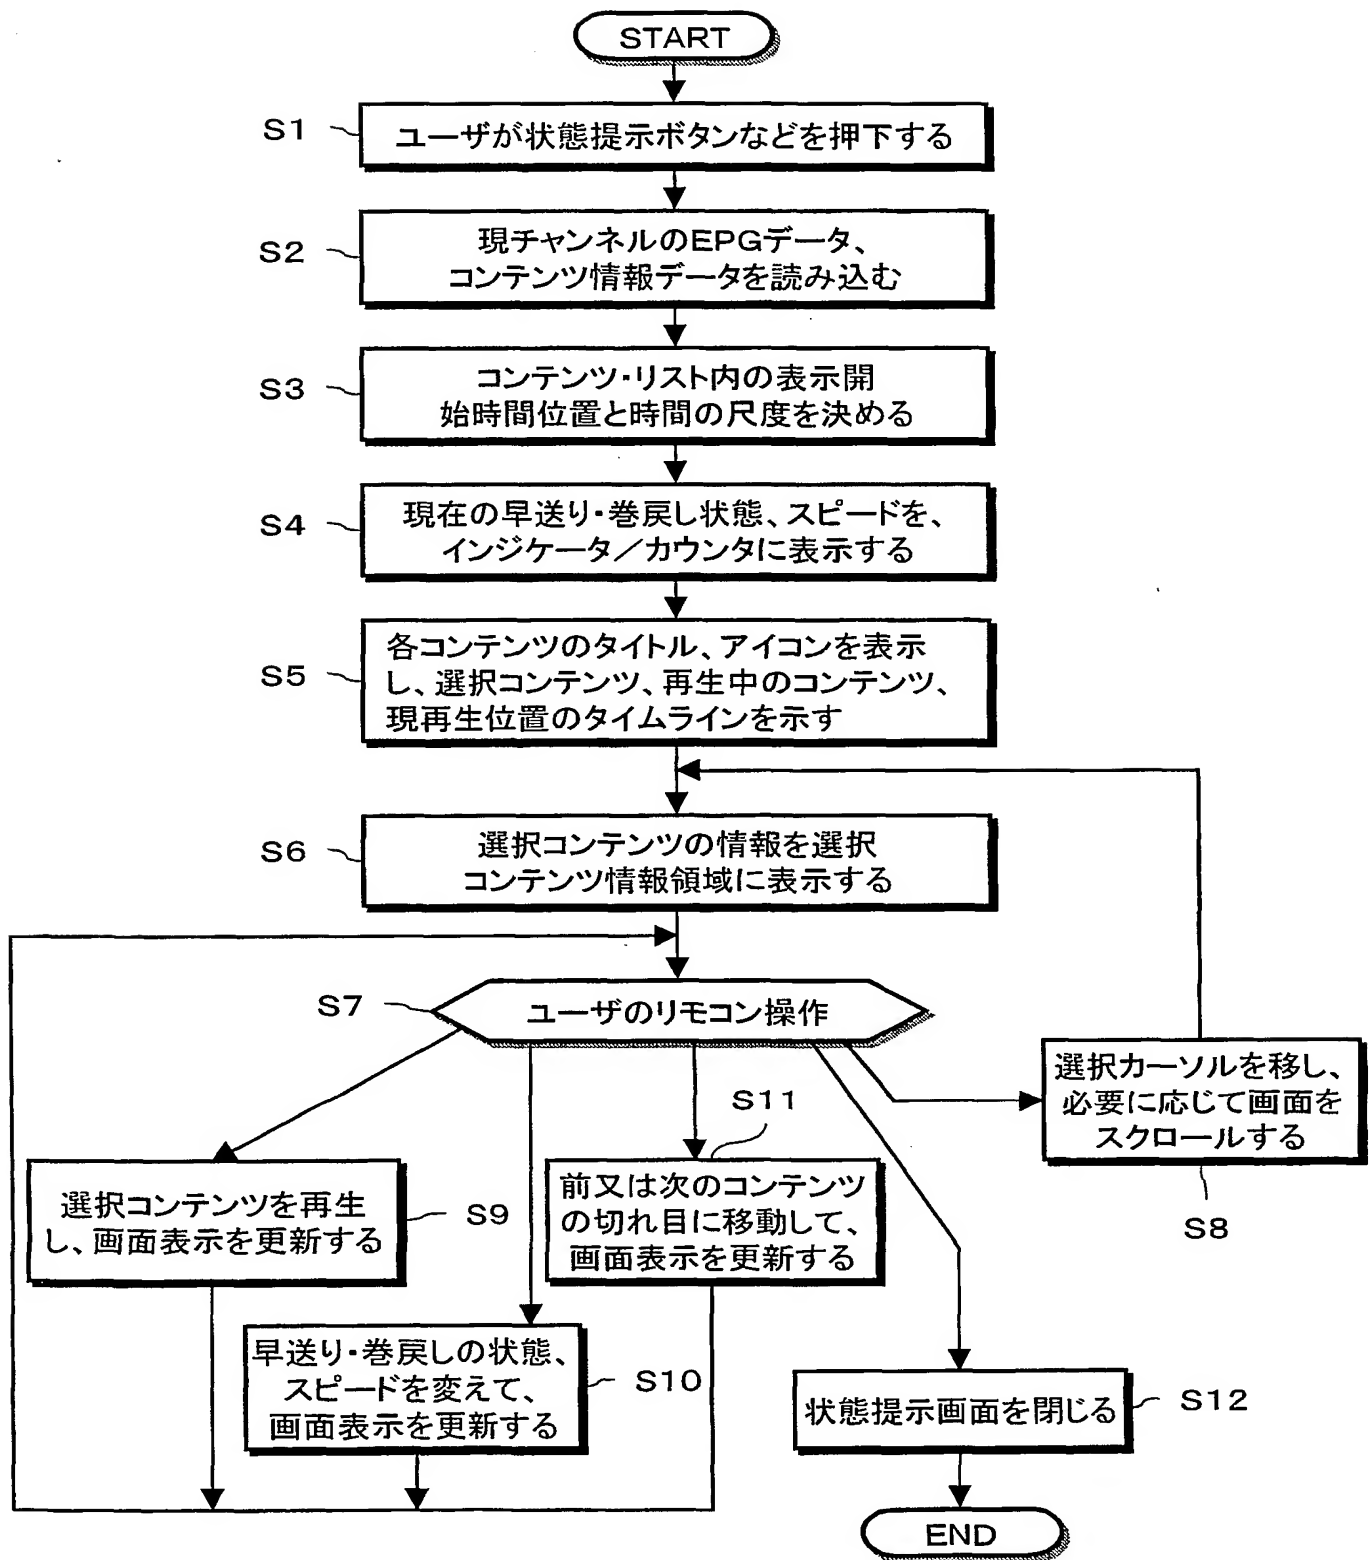 START
S1
ユーザが状態提示ボタンなどを押下する
S2
現チャンネルのEPGデータ、
コンテンツ情報データを読み込む
S3
コンテンツ・リスト内の表示開
始時間位置と時間の尺度を決める
S4
現在の早送り・巻戻し状態、スピードを、
インジケータ／カウンタに表示する
S5
各コンテンツのタイトル、アイコンを表示
し、選択コンテンツ、再生中のコンテンツ、
現再生位置のタイムラインを示す
S6
選択コンテンツの情報を選択
コンテンツ情報領域に表示する
S7
ユーザのリモコン操作
選択カーソルを移し、
必要に応じて画面を
スクロールする
S8
選択コンテンツを再生
し、画面表示を更新する
S9
S11
前又は次のコンテンツ
の切れ目に移動して、
画面表示を更新する
早送り・巻戻しの状態、
スピードを変えて、
画面表示を更新する
S10
状態提示画面を閉じる
S12
END